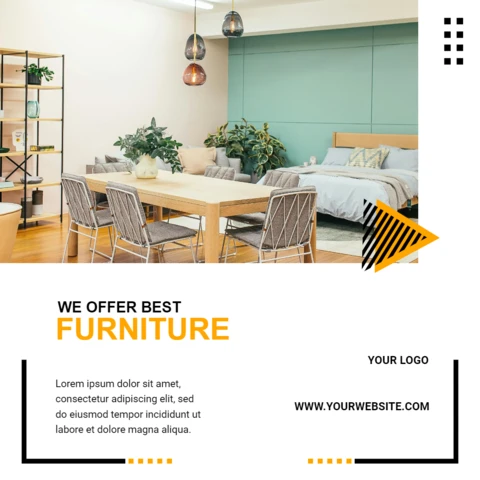 WE OFFER BEST
FURNITURE
YOUR LOGO
Lorem ipsum dolor sit amet,
consectetur adipiscing elit, sed
do eiusmod tempor incididunt ut
labore et dolore magna aliqua.
WWW.YOURWEBSITE.COM